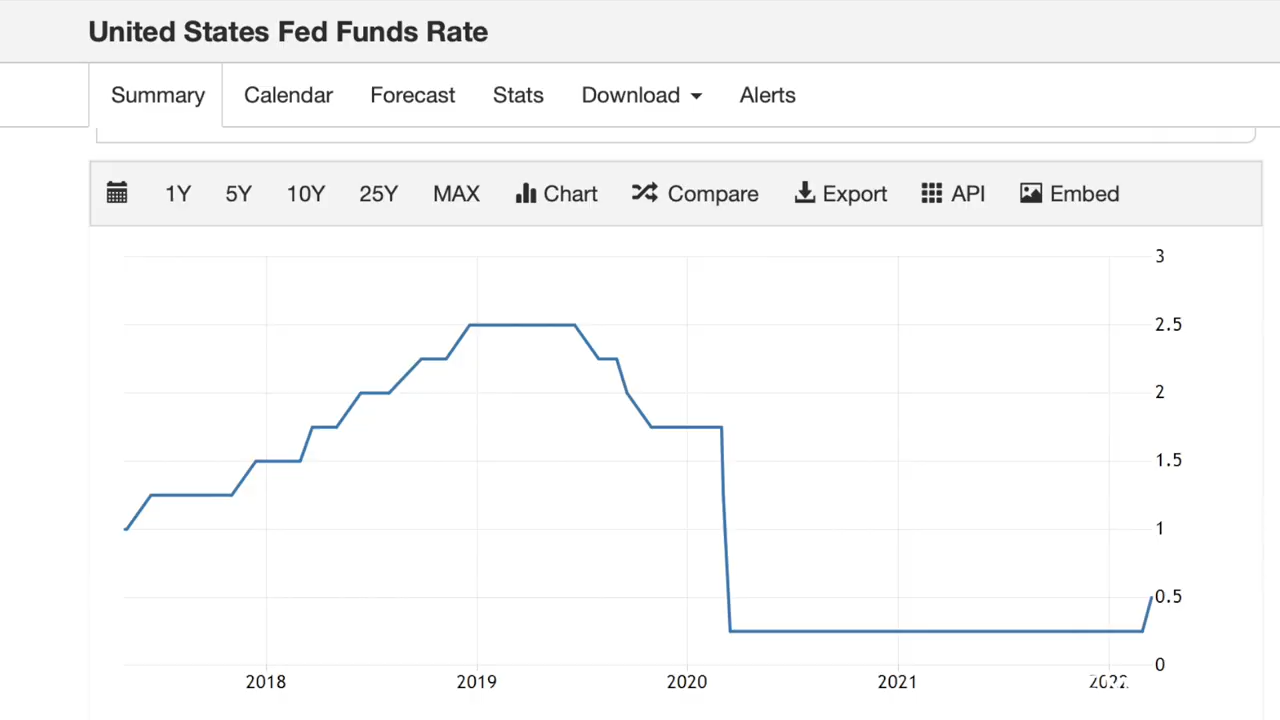 United States Fed Funds Rate
Summary Calendar Forecast Stats Download Alerts
1Y 5Y 10Y 25Y MAX Chart Compare Export API Embed
3
2.5
2
1.5
1
0.5
0
2018 2019 2020 2021 2022